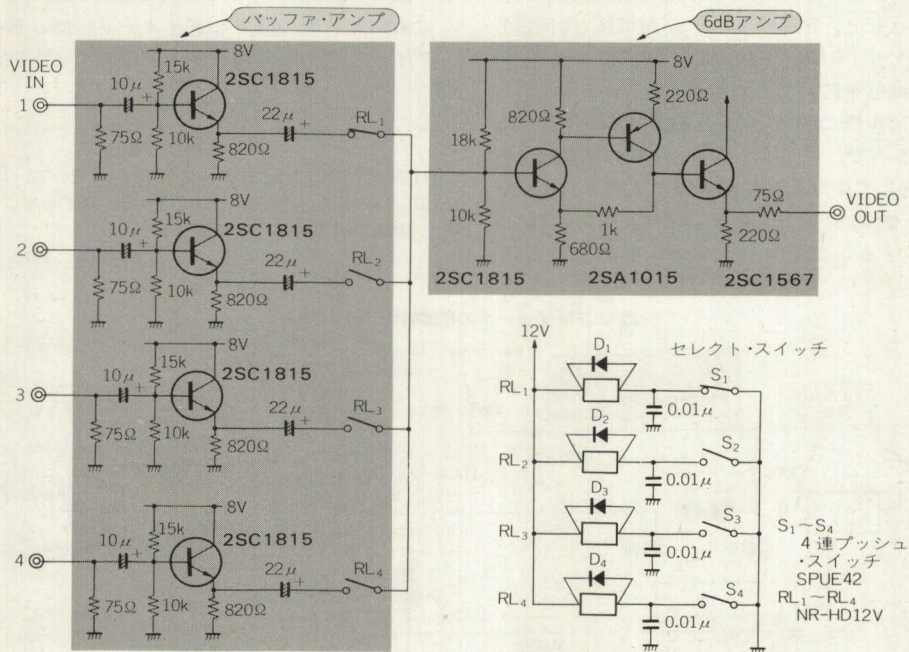 バッファ・アンプ
6dBアンプ
VIDEO
IN
8V
15k
2SC1815
10μ
+
1
22μ
+
RL₁
75Ω
10k
820Ω
8V
15k
2SC1815
10μ
+
2
22μ
+
RL₂
75Ω
10k
820Ω
8V
15k
2SC1815
10μ
+
3
22μ
+
RL₃
75Ω
10k
820Ω
8V
15k
2SC1815
10μ
+
4
22μ
+
RL₄
75Ω
10k
820Ω
8V
820Ω
220Ω
18k
75Ω
VIDEO
OUT
10k
1k
680Ω
220Ω
2SC1815
2SA1015
2SC1567
12V
セレクト・スイッチ
D₁
RL₁
S₁
0.01μ
D₂
RL₂
S₂
0.01μ
D₃
RL₃
S₃
0.01μ
D₄
RL₄
S₄
0.01μ
S₁～S₄
4連プッシュ
・スイッチ
SPUE42
RL₁～RL₄
NR-HD12V